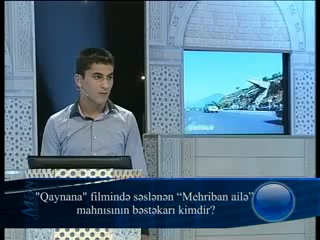 "Qaynana" filmində səslənən “Mehriban ailə”
mahnısının bəstəkarı kimdir?